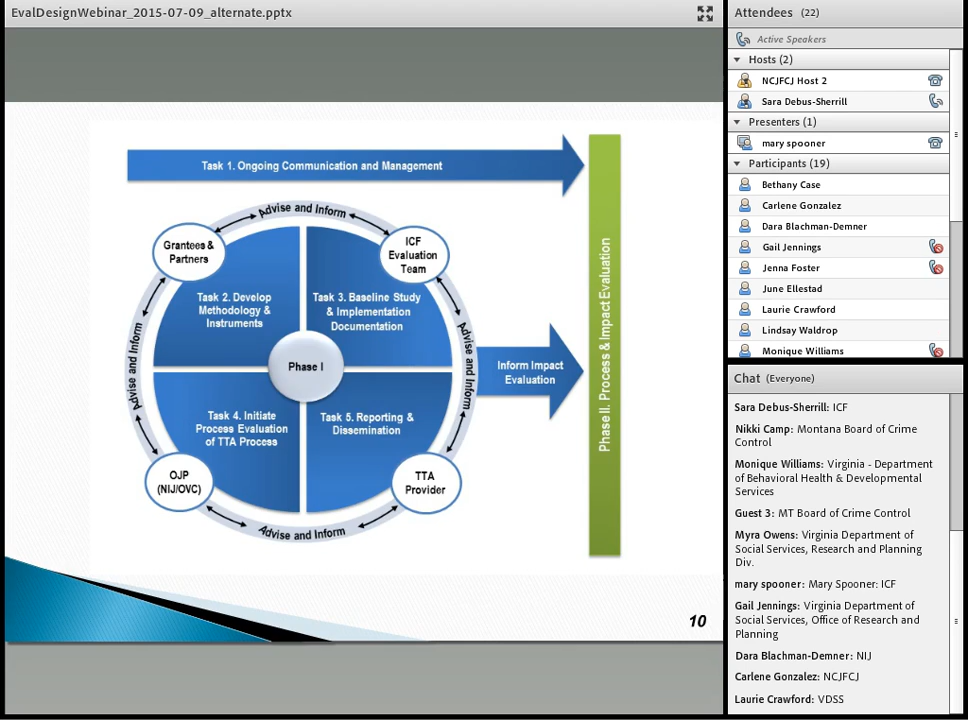 EvalDesignWebinar_2015-07-09_alternate.pptx
Task 1. Ongoing Communication and Management
Advise and Inform
Grantees &
Partners
ICF
Evaluation
Team
Task 2. Develop
Methodology &
Instruments
Task 3. Baseline Study
& Implementation
Documentation
Advise and Inform
Phase I
Advise and Inform
Inform Impact
Evaluation
Phase II. Process & Impact Evaluation
Task 4. Initiate
Process Evaluation
of TTA Process
Task 5. Reporting &
Dissemination
OJP
(NIJ/OVC)
TTA
Provider
Advise and Inform
10
Attendees (22)
Active Speakers
Hosts (2)
NCJFCJ Host 2
Sara Debus-Sherrill
Presenters (1)
mary spooner
Participants (19)
Bethany Case
Carlene Gonzalez
Dara Blachman-Demner
Gail Jennings
Jenna Foster
June Ellestad
Laurie Crawford
Lindsay Waldrop
Monique Williams
Chat (Everyone)
Sara Debus-Sherrill: ICF
Nikki Camp: Montana Board of Crime
Control
Monique Williams: Virginia - Department
of Behavioral Health & Developmental
Services
Guest 3: MT Board of Crime Control
Myra Owens: Virginia Department of
Social Services, Research and Planning
Div.
mary spooner: Mary Spooner: ICF
Gail Jennings: Virginia Department of
Social Services, Office of Research and
Planning
Dara Blachman-Demner: NIJ
Carlene Gonzalez: NCJFCJ
Laurie Crawford: VDSS